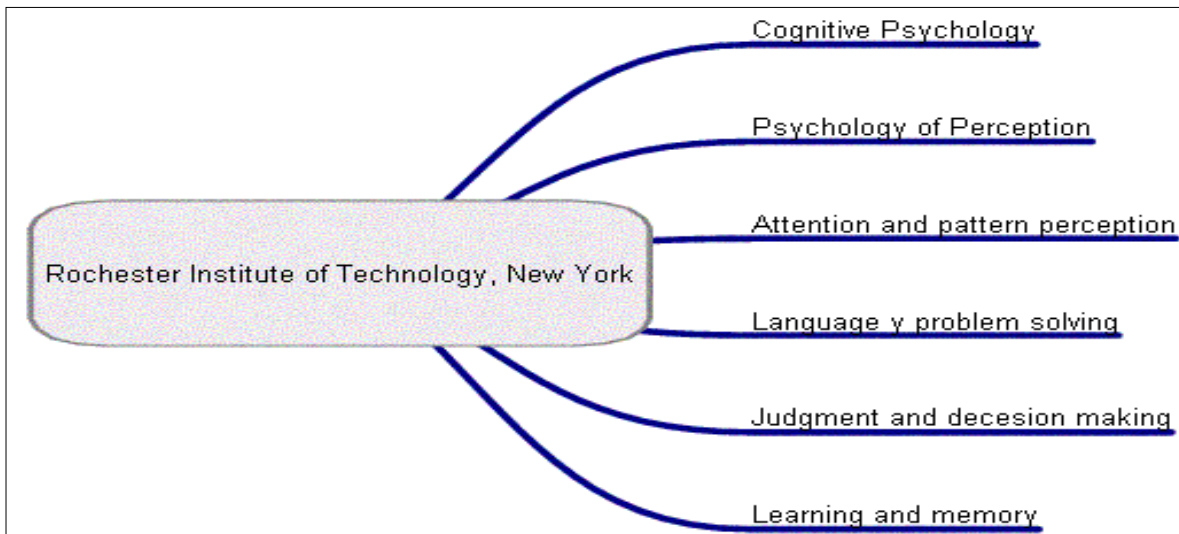 Cognitive Psychology
Psychology of Perception
Attention and pattern perception
Rochester Institute of Technology, New York
Language y problem solving
Judgment and decesion making
Learning and memory